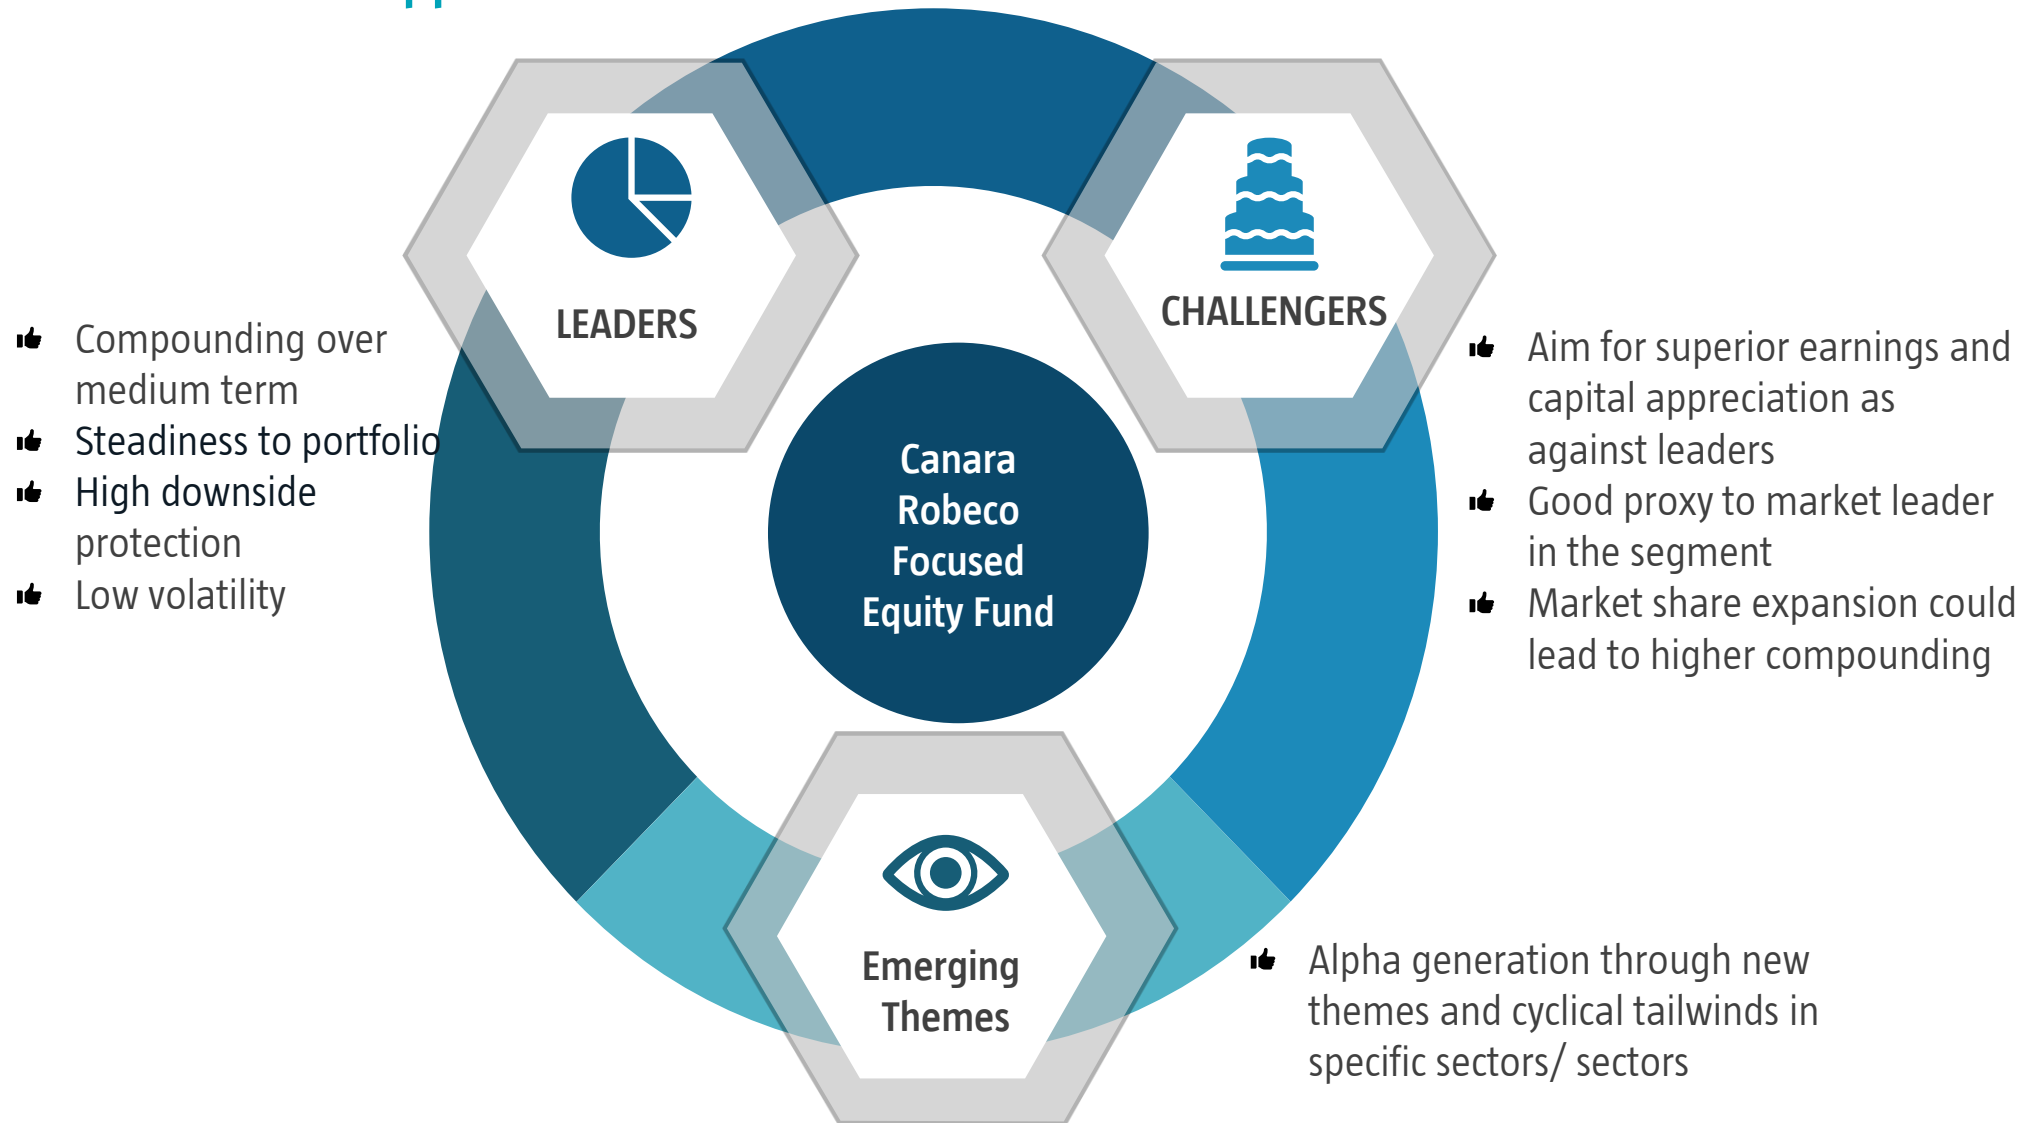 LEADERS
Compounding over
medium term
Steadiness to portfolio
High downside
protection
Low volatility
CHALLENGERS
Aim for superior earnings and
capital appreciation as
against leaders
Good proxy to market leader
in the segment
Market share expansion could
lead to higher compounding
Canara
Robeco
Focused
Equity Fund
Emerging
Themes
Alpha generation through new
themes and cyclical tailwinds in
specific sectors/ sectors